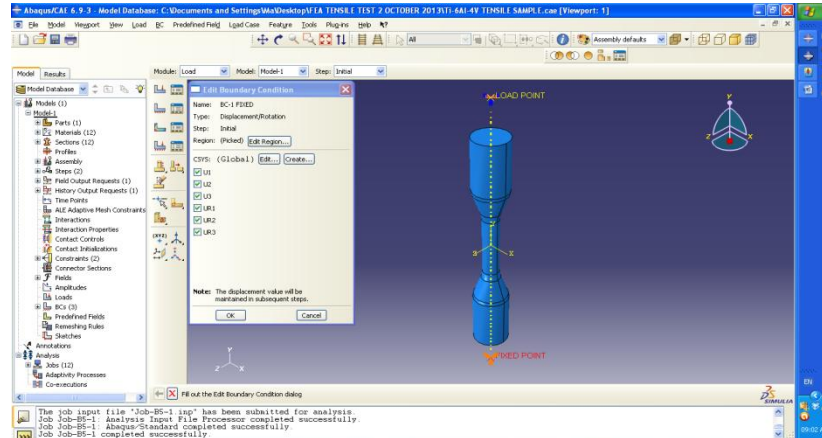 Abaqus/CAE 6.9-3 - Model Database: C:\Documents and Settings\Ma\Desktop\FEA TENSILE TEST 2 OCTOBER 2013\TI-6AI-4V TENSILE SAMPLE.cae [Viewport: 1]
File Model Viewport View Load BC Predefined Field Load Case Feature Tools Plug-ins Help
All
Assembly defaults
Model Results
Module: Load Model: Model-1 Step: Initial
Model Database
Models (1)
Model-1
Parts (1)
Materials (12)
Sections (12)
Profiles
Assembly
Steps (2)
Field Output Requests (1)
History Output Requests (1)
Time Points
ALE Adaptive Mesh Constraints
Interactions
Interaction Properties
Contact Controls
Contact Initializations
Constraints (2)
Connector Sections
Fields
Amplitudes
Loads
BCs (3)
Predefined Fields
Remeshing Rules
Sketches
Annotations
Analysis
Jobs (12)
Adaptivity Processes
Co-executions
Edit Boundary Condition
Name: BC-1 FIXED
Type: Displacement/Rotation
Step: Initial
Region: (Picked) Edit Region...
CSYS: (Global) Edit... Create...
U1
U2
U3
UR1
UR2
UR3
Note: The displacement value will be
maintained in subsequent steps.
OK Cancel
LOAD POINT
Y
Z X
Z X
FIXED POINT
Y
Z X
Fill out the Edit Boundary Condition dialog
SIMULIA
The job input file "Job-B5-1.inp" has been submitted for analysis.
Job Job-B5-1: Analysis Input File Processor completed successfully.
Job Job-B5-1: Abaqus/Standard completed successfully.
Job Job-B5-1 completed successfully.
EN
09:02